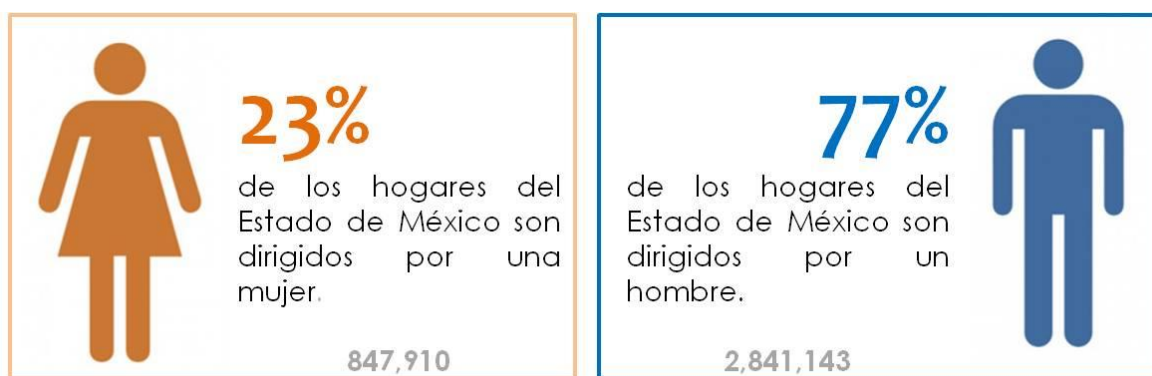 23%
de los hogares del
Estado de México son
dirigidos por una
mujer.
847,910
77%
de los hogares del
Estado de México son
dirigidos por un
hombre.
2,841,143